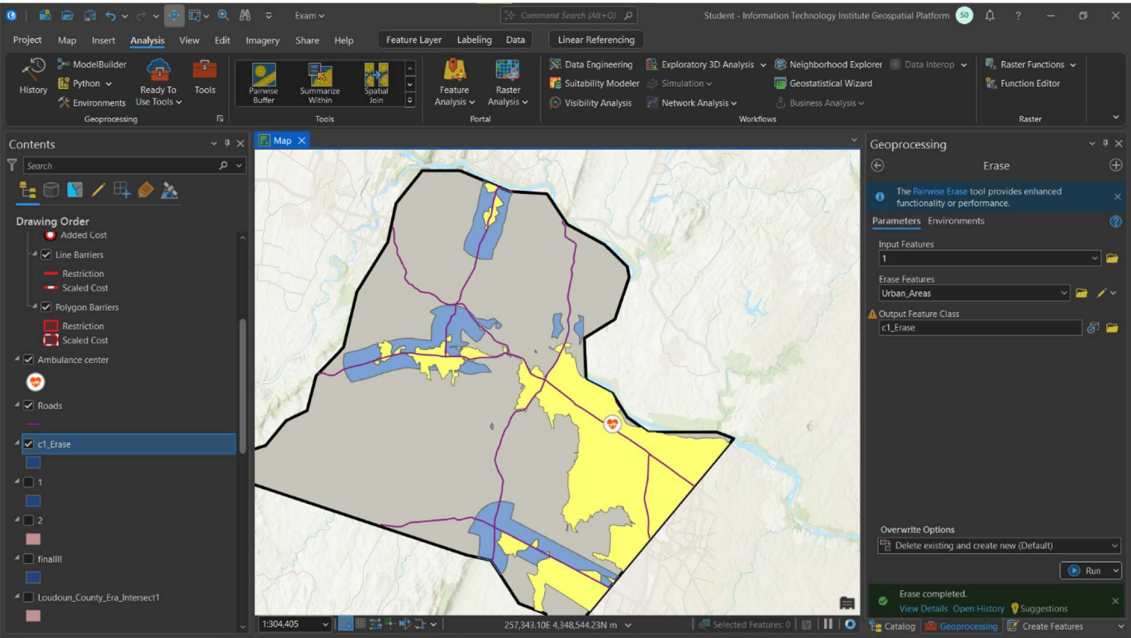 Exam
Command Search (Alt+Q)
Student - Information Technology Institute Geospatial Platform
SO
?
Project Map Insert Analysis View Edit Imagery Share Help Feature Layer Labeling Data Linear Referencing
History
ModelBuilder
Python
Environments
Ready To
Use Tools
Tools
Geoprocessing
Pairwise
Buffer
Summarize
Within
Spatial
Join
Tools
Feature
Analysis
Raster
Analysis
Portal
Data Engineering
Suitability Modeler
Visibility Analysis
Exploratory 3D Analysis
Simulation
Network Analysis
Neighborhood Explorer
Geostatistical Wizard
Business Analysis
Data Interop
Workflows
Raster Functions
Function Editor
Raster
Contents
Search
Drawing Order
Added Cost
Line Barriers
Restriction
Scaled Cost
Polygon Barriers
Restriction
Scaled Cost
Ambulance center
Roads
c1_Erase
1
2
finallll
Loudoun_County_Era_Intersect1
Map
1:304,405
257,343.10E 4,348,544.23N m
Selected Features: 0
Geoprocessing
Erase
The Pairwise Erase tool provides enhanced
functionality or performance.
Parameters Environments
Input Features
1
Erase Features
Urban_Areas
Output Feature Class
c1_Erase
Overwrite Options
Delete existing and create new (Default)
Run
Erase completed.
View Details Open History Suggestions
Catalog Geoprocessing Create Features